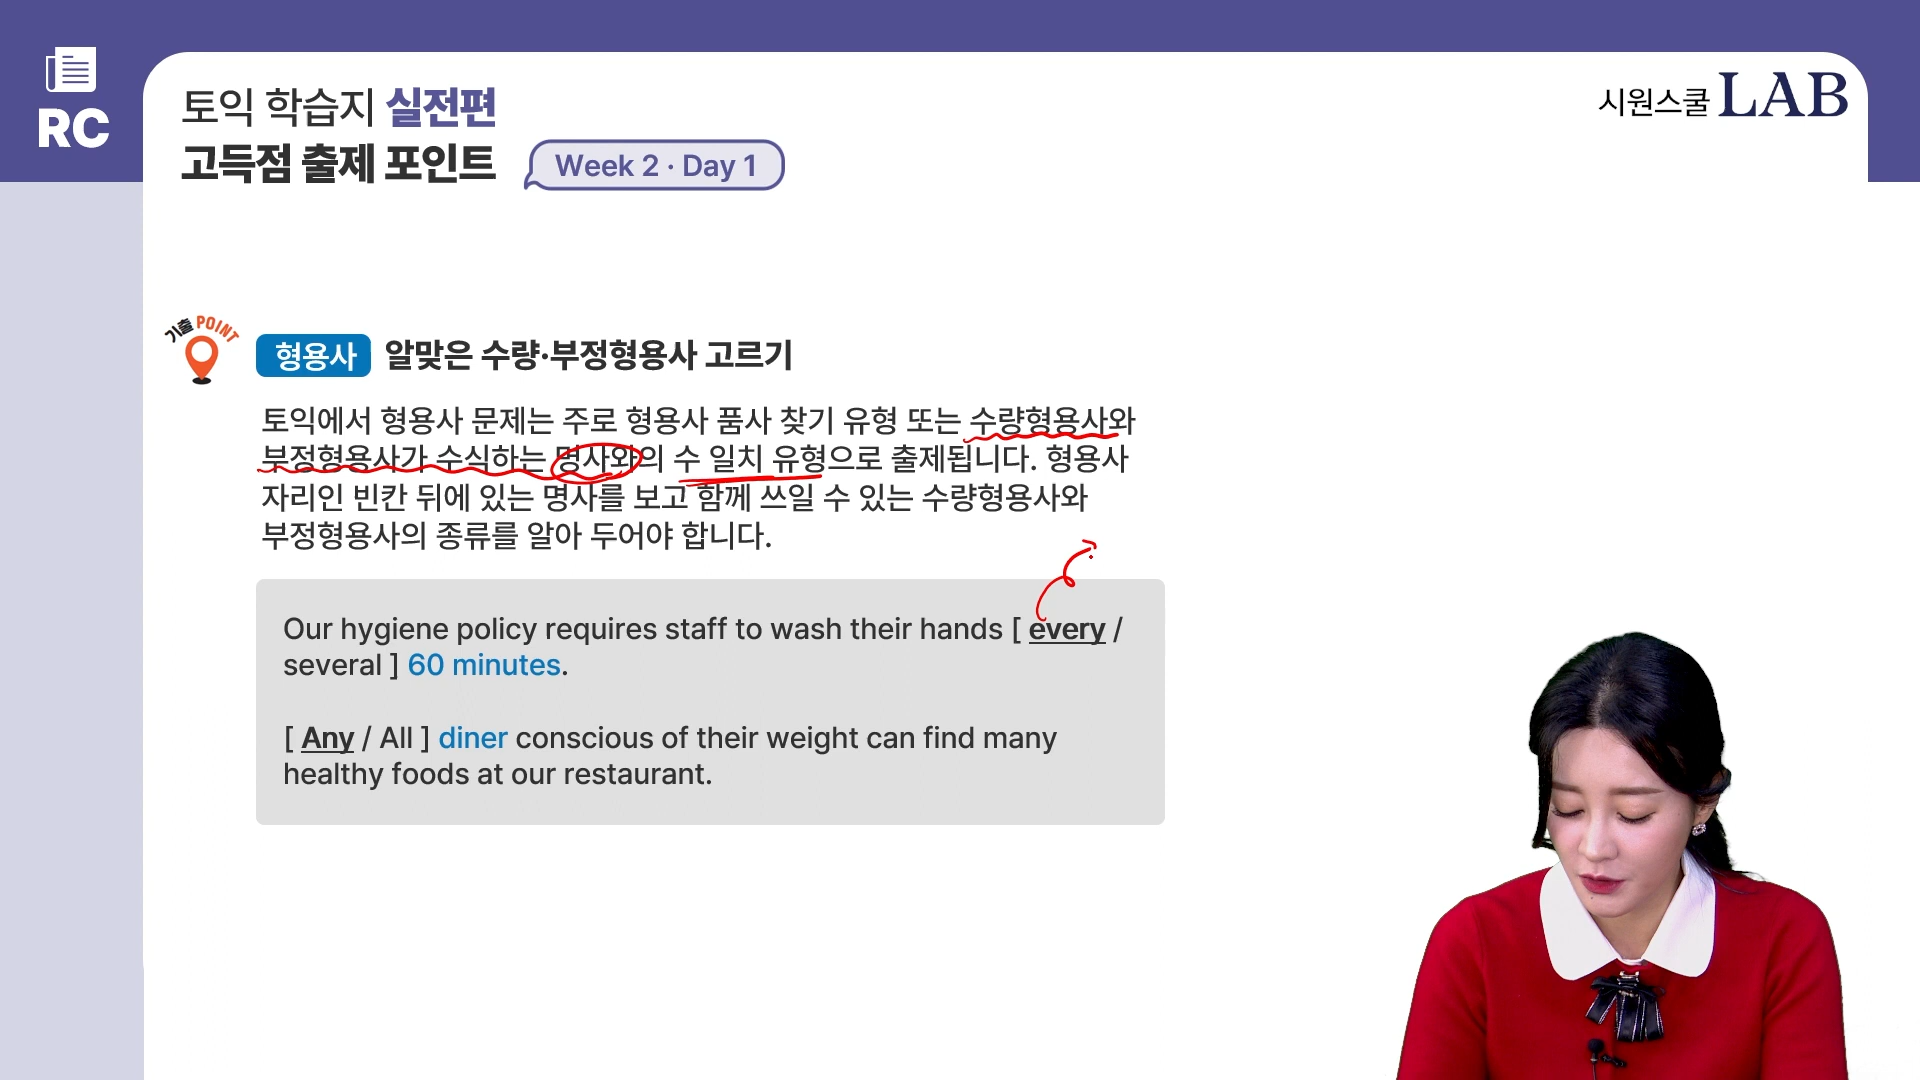 RC
토익 학습지 실전편
고득점 출제 포인트
Week 2 · Day 1
시원스쿨 LAB
기출 POINT
형용사 알맞은 수량·부정형용사 고르기
토익에서 형용사 문제는 주로 형용사 품사 찾기 유형 또는 수량형용사와
부정형용사가 수식하는 명사와의 수 일치 유형으로 출제됩니다. 형용사
자리인 빈칸 뒤에 있는 명사를 보고 함께 쓰일 수 있는 수량형용사와
부정형용사의 종류를 알아 두어야 합니다.
Our hygiene policy requires staff to wash their hands [ every /
several ] 60 minutes.
[ Any / All ] diner conscious of their weight can find many
healthy foods at our restaurant.